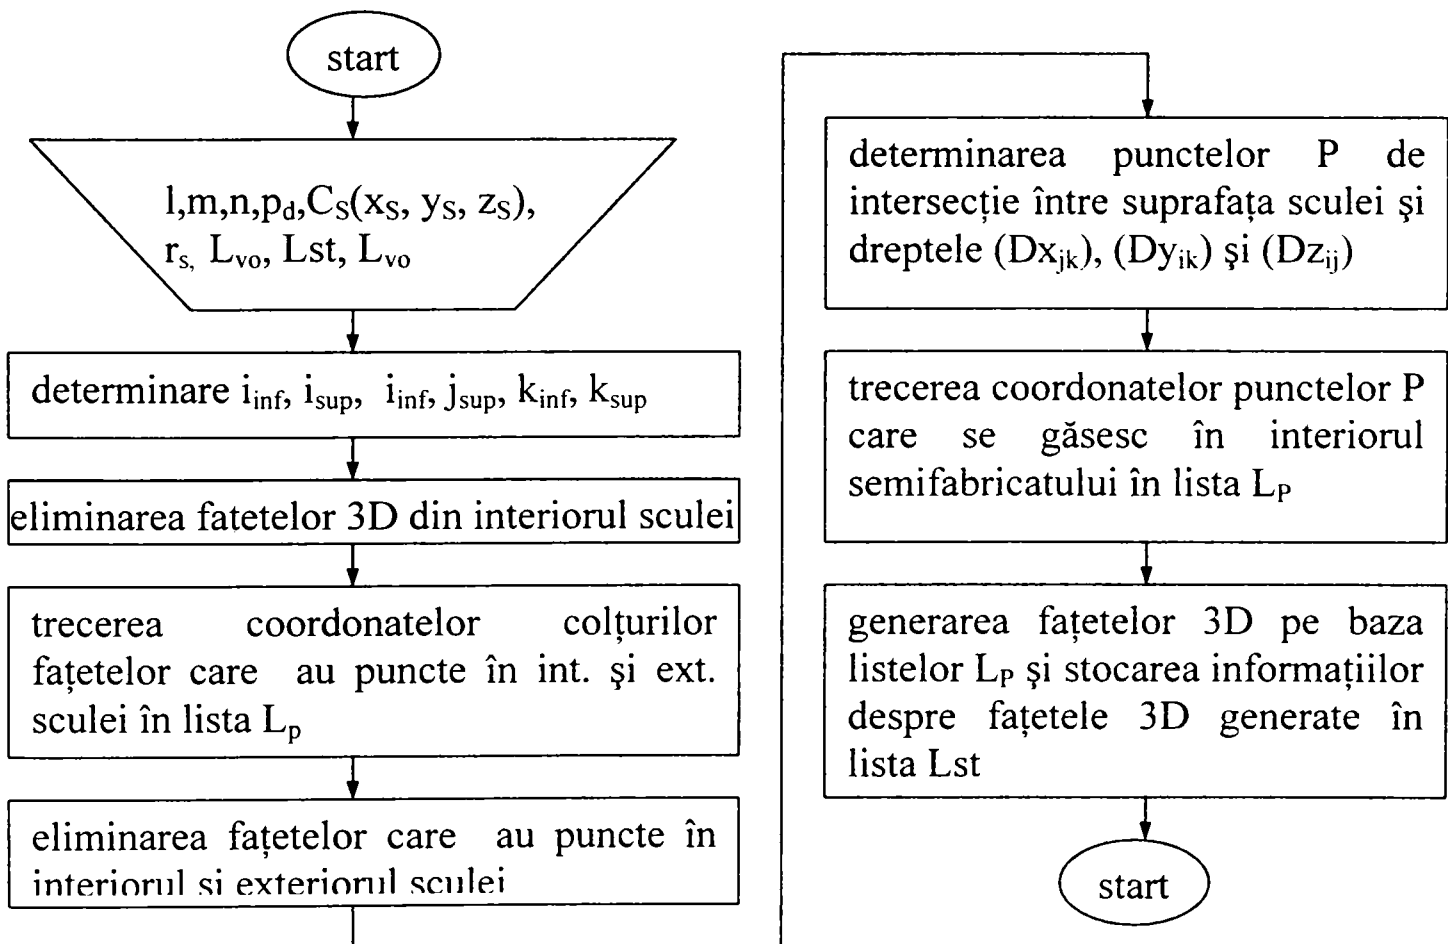 start
l,m,n,p_d,C_S(x_S, y_S, z_S),
r_s, L_vo, Lst, L_vo
determinare i_inf, i_sup, i_inf, j_sup, k_inf, k_sup
eliminarea fatetelor 3D din interiorul sculei
trecerea coordonatelor colțurilor
fațetelor care au puncte în int. şi ext.
sculei în lista L_p
eliminarea fațetelor care au puncte în
interiorul si exteriorul sculei
determinarea punctelor P de
intersecție între suprafața sculei şi
dreptele (Dx_jk), (Dy_ik) şi (Dz_ij)
trecerea coordonatelor punctelor P
care se găsesc în interiorul
semifabricatului în lista L_P
generarea fațetelor 3D pe baza
listelor L_P şi stocarea informațiilor
despre fațetele 3D generate în
lista Lst
start